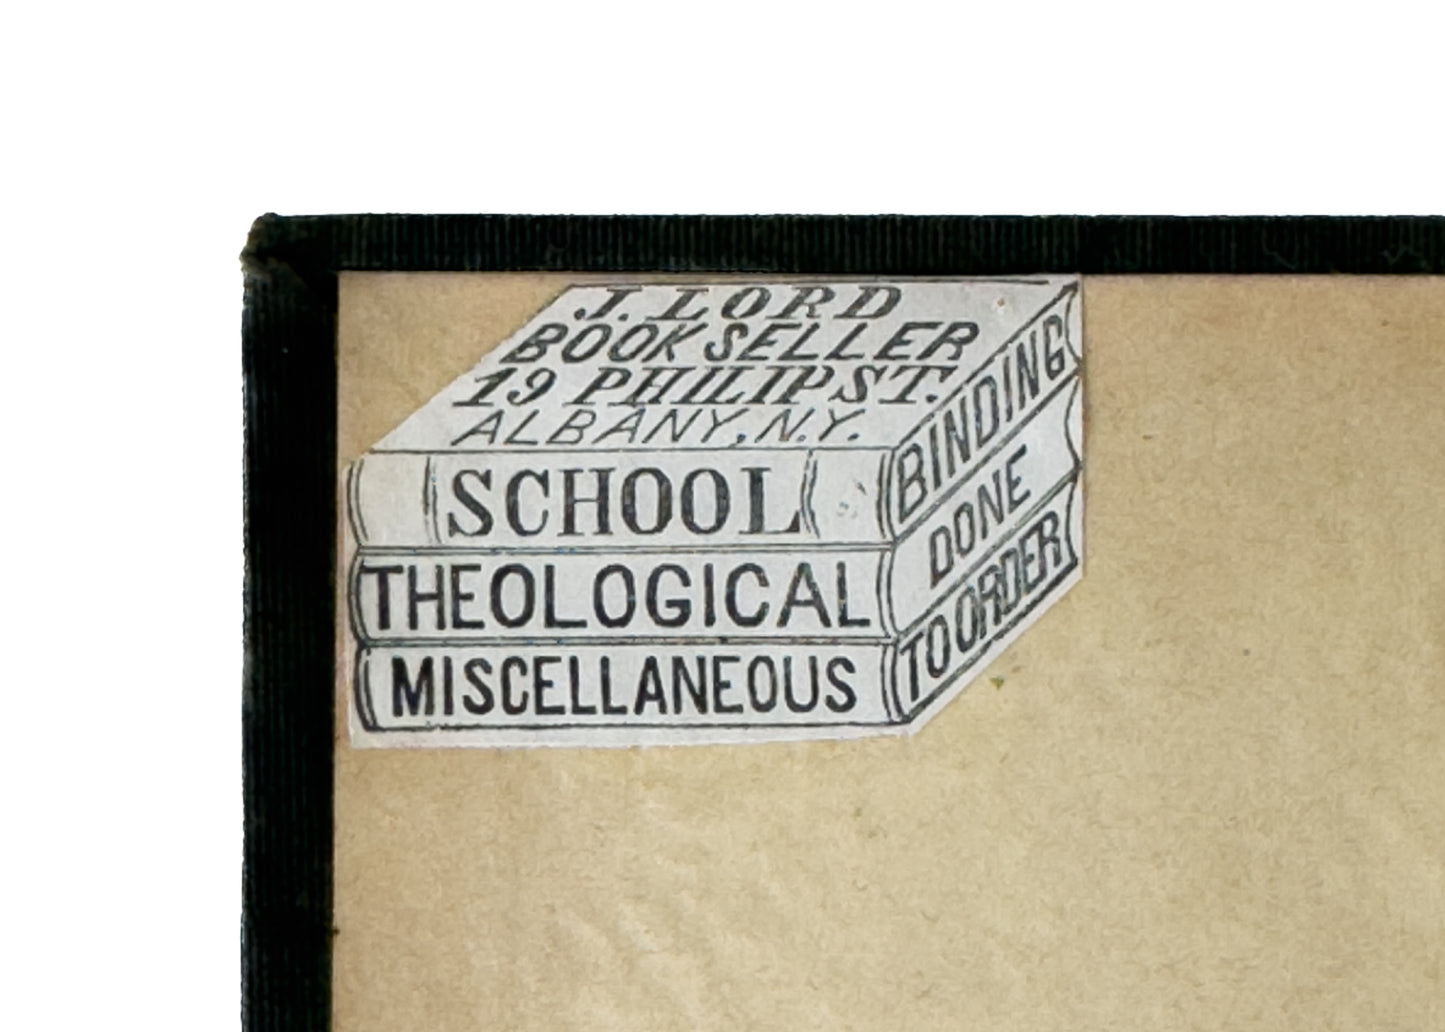 J. LORD
BOOK SELLER
19 PHILIP ST.
ALBANY, N.Y.
SCHOOL
THEOLOGICAL
MISCELLANEOUS
BINDING
DONE
TO ORDER